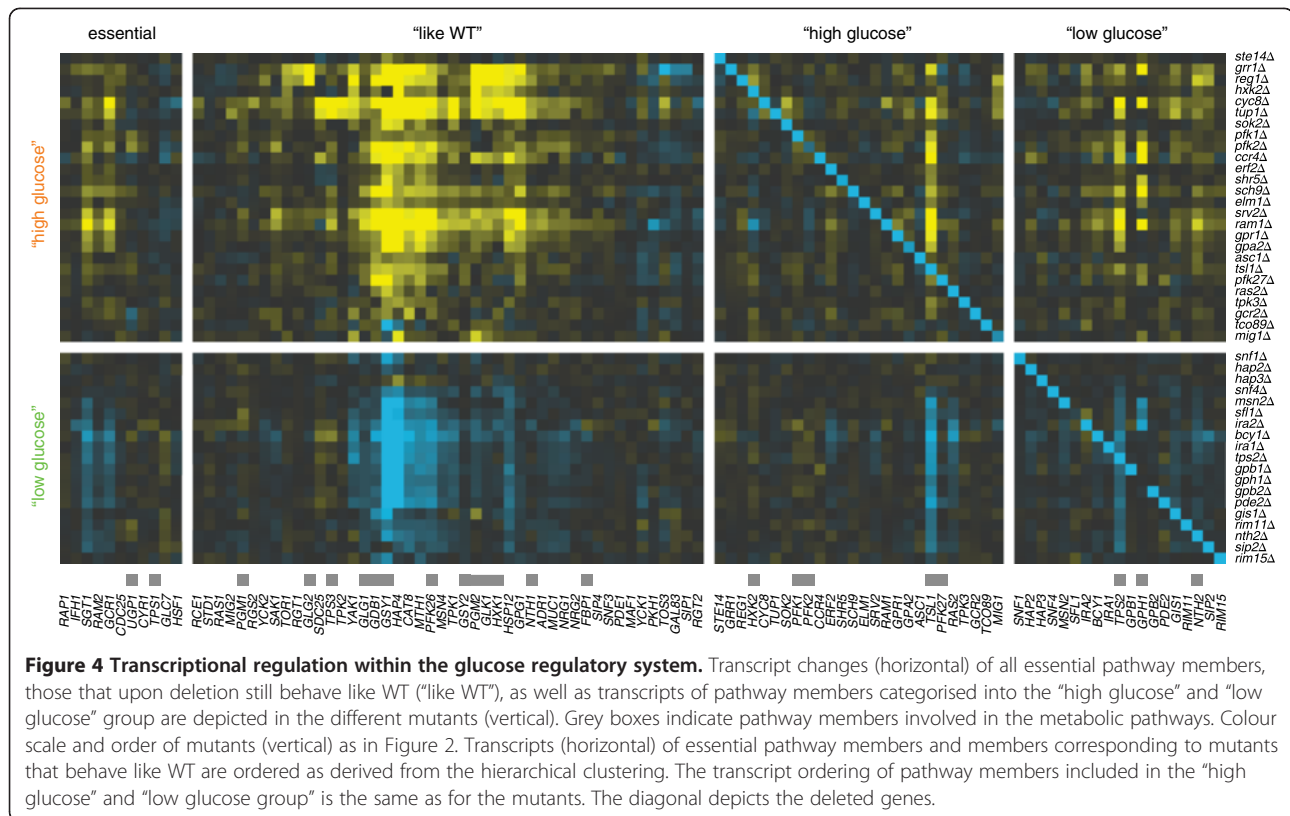 essential
“like WT”
“high glucose”
“low glucose”
“high glucose”
“low glucose”
ste14Δ
grr1Δ
reg1Δ
hxk2Δ
cyc8Δ
tup1Δ
sok2Δ
pfk1Δ
pfk2Δ
ccr4Δ
erf2Δ
shr5Δ
sch9Δ
elm1Δ
srv2Δ
ram1Δ
gpr1Δ
gpa2Δ
asc1Δ
tsl1Δ
pfk27Δ
ras2Δ
tpk3Δ
gcr2Δ
tco89Δ
mig1Δ
snf1Δ
hap2Δ
hap3Δ
snf4Δ
msn2Δ
sfl1Δ
ira2Δ
bcy1Δ
ira1Δ
tps2Δ
gpb1Δ
gph1Δ
gpb2Δ
pde2Δ
gis1Δ
rim11Δ
nth2Δ
sip2Δ
rim15Δ
RAP1
IFH1
SGT1
RAM2
GCR1
CDC25
UGP1
CYR1
TPS1
GLC7
HSF1
RCE1
STD1
RAS1
MIG2
PGM1
RGS2
YCK2
SAK1
TOR1
RGT1
GLG2
SDC25
TPS3
TPK2
YAK1
GLG1
GDB1
GSY1
HAP4
CAT8
MTH1
PFK26
MSN4
TPK1
GSY2
PGM2
GLK1
HXK1
HSP12
GPG1
NTH1
ADR1
MUC1
NRG1
NRG2
FBP1
SIP4
SNF3
PDE1
MAF1
YCK1
PKH1
TOS3
GAL83
SIP1
RGT2
STE14
GRR1
REG1
HXK2
CYC8
TUP1
SOK2
PFK1
PFK2
CCR4
ERF2
SHR5
SCH9
ELM1
SRV2
RAM1
GPR1
GPA2
ASC1
TSL1
PFK27
RAS2
TPK3
GCR2
TCO89
MIG1
SNF1
HAP2
HAP3
SNF4
MSN2
SFL1
IRA2
BCY1
IRA1
TPS2
GPB1
GPH1
GPB2
PDE2
GIS1
RIM11
NTH2
SIP2
RIM15
Figure 4 Transcriptional regulation within the glucose regulatory system. Transcript changes (horizontal) of all essential pathway members,
those that upon deletion still behave like WT (“like WT”), as well as transcripts of pathway members categorised into the “high glucose” and “low
glucose” group are depicted in the different mutants (vertical). Grey boxes indicate pathway members involved in the metabolic pathways. Colour
scale and order of mutants (vertical) as in Figure 2. Transcripts (horizontal) of essential pathway members and members corresponding to mutants
that behave like WT are ordered as derived from the hierarchical clustering. The transcript ordering of pathway members included in the “high
glucose” and “low glucose group” is the same as for the mutants. The diagonal depicts the deleted genes.